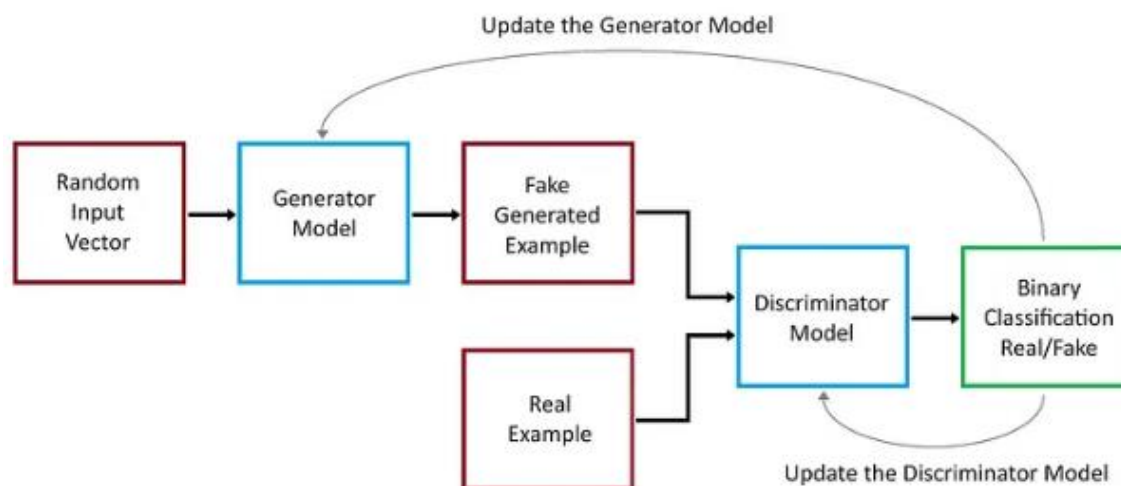 Update the Generator Model
Random
Input
Vector
Generator
Model
Fake
Generated
Example
Discriminator
Model
Binary
Classification
Real/Fake
Real
Example
Update the Discriminator Model